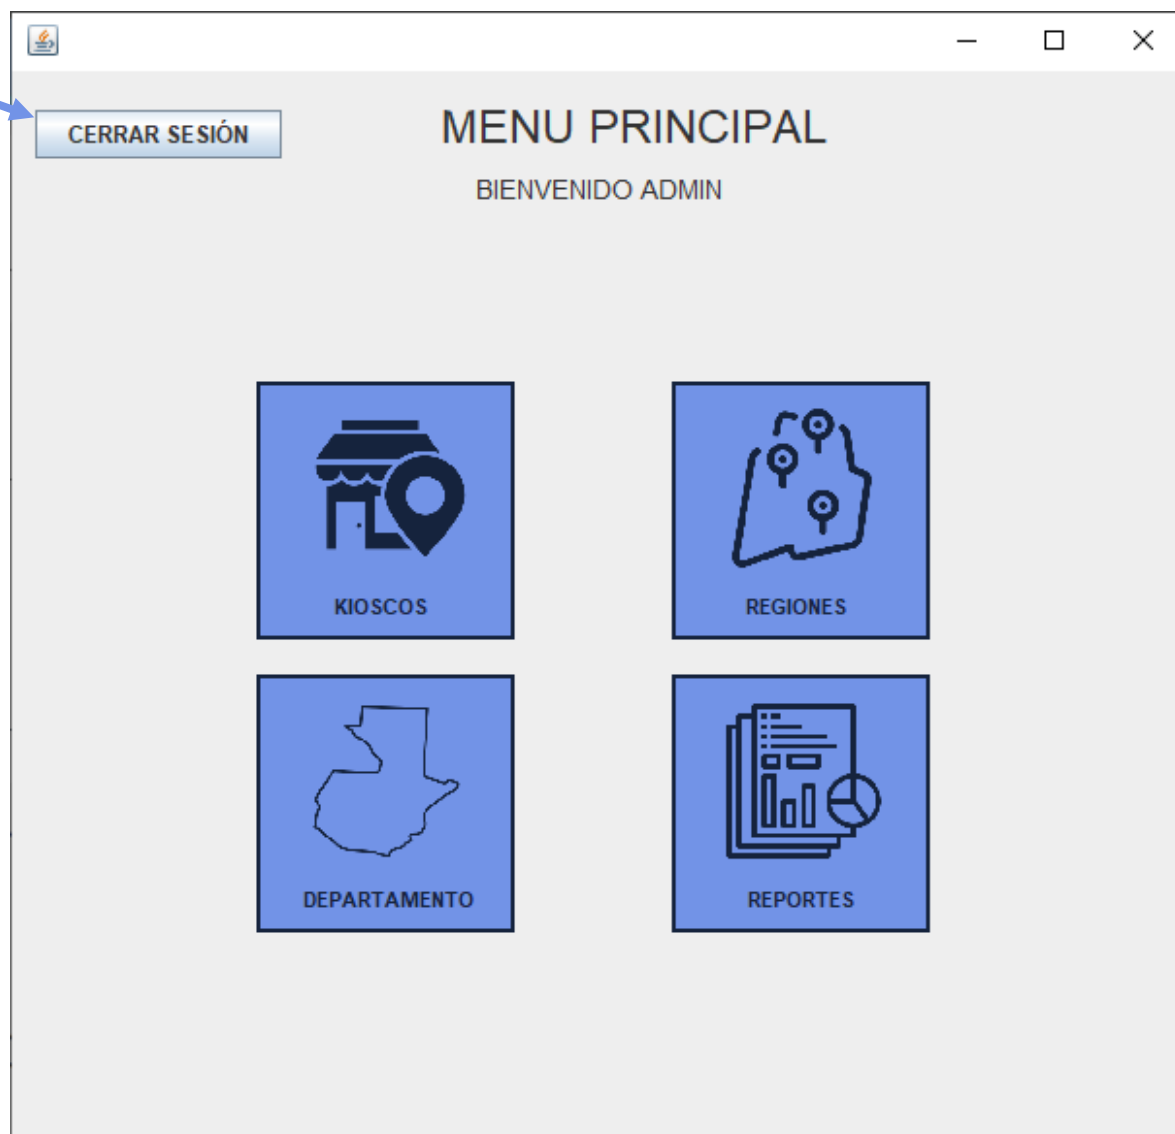 CERRAR SESIÓN
MENU PRINCIPAL
BIENVENIDO ADMIN
KIOSCOS
REGIONES
DEPARTAMENTO
REPORTES